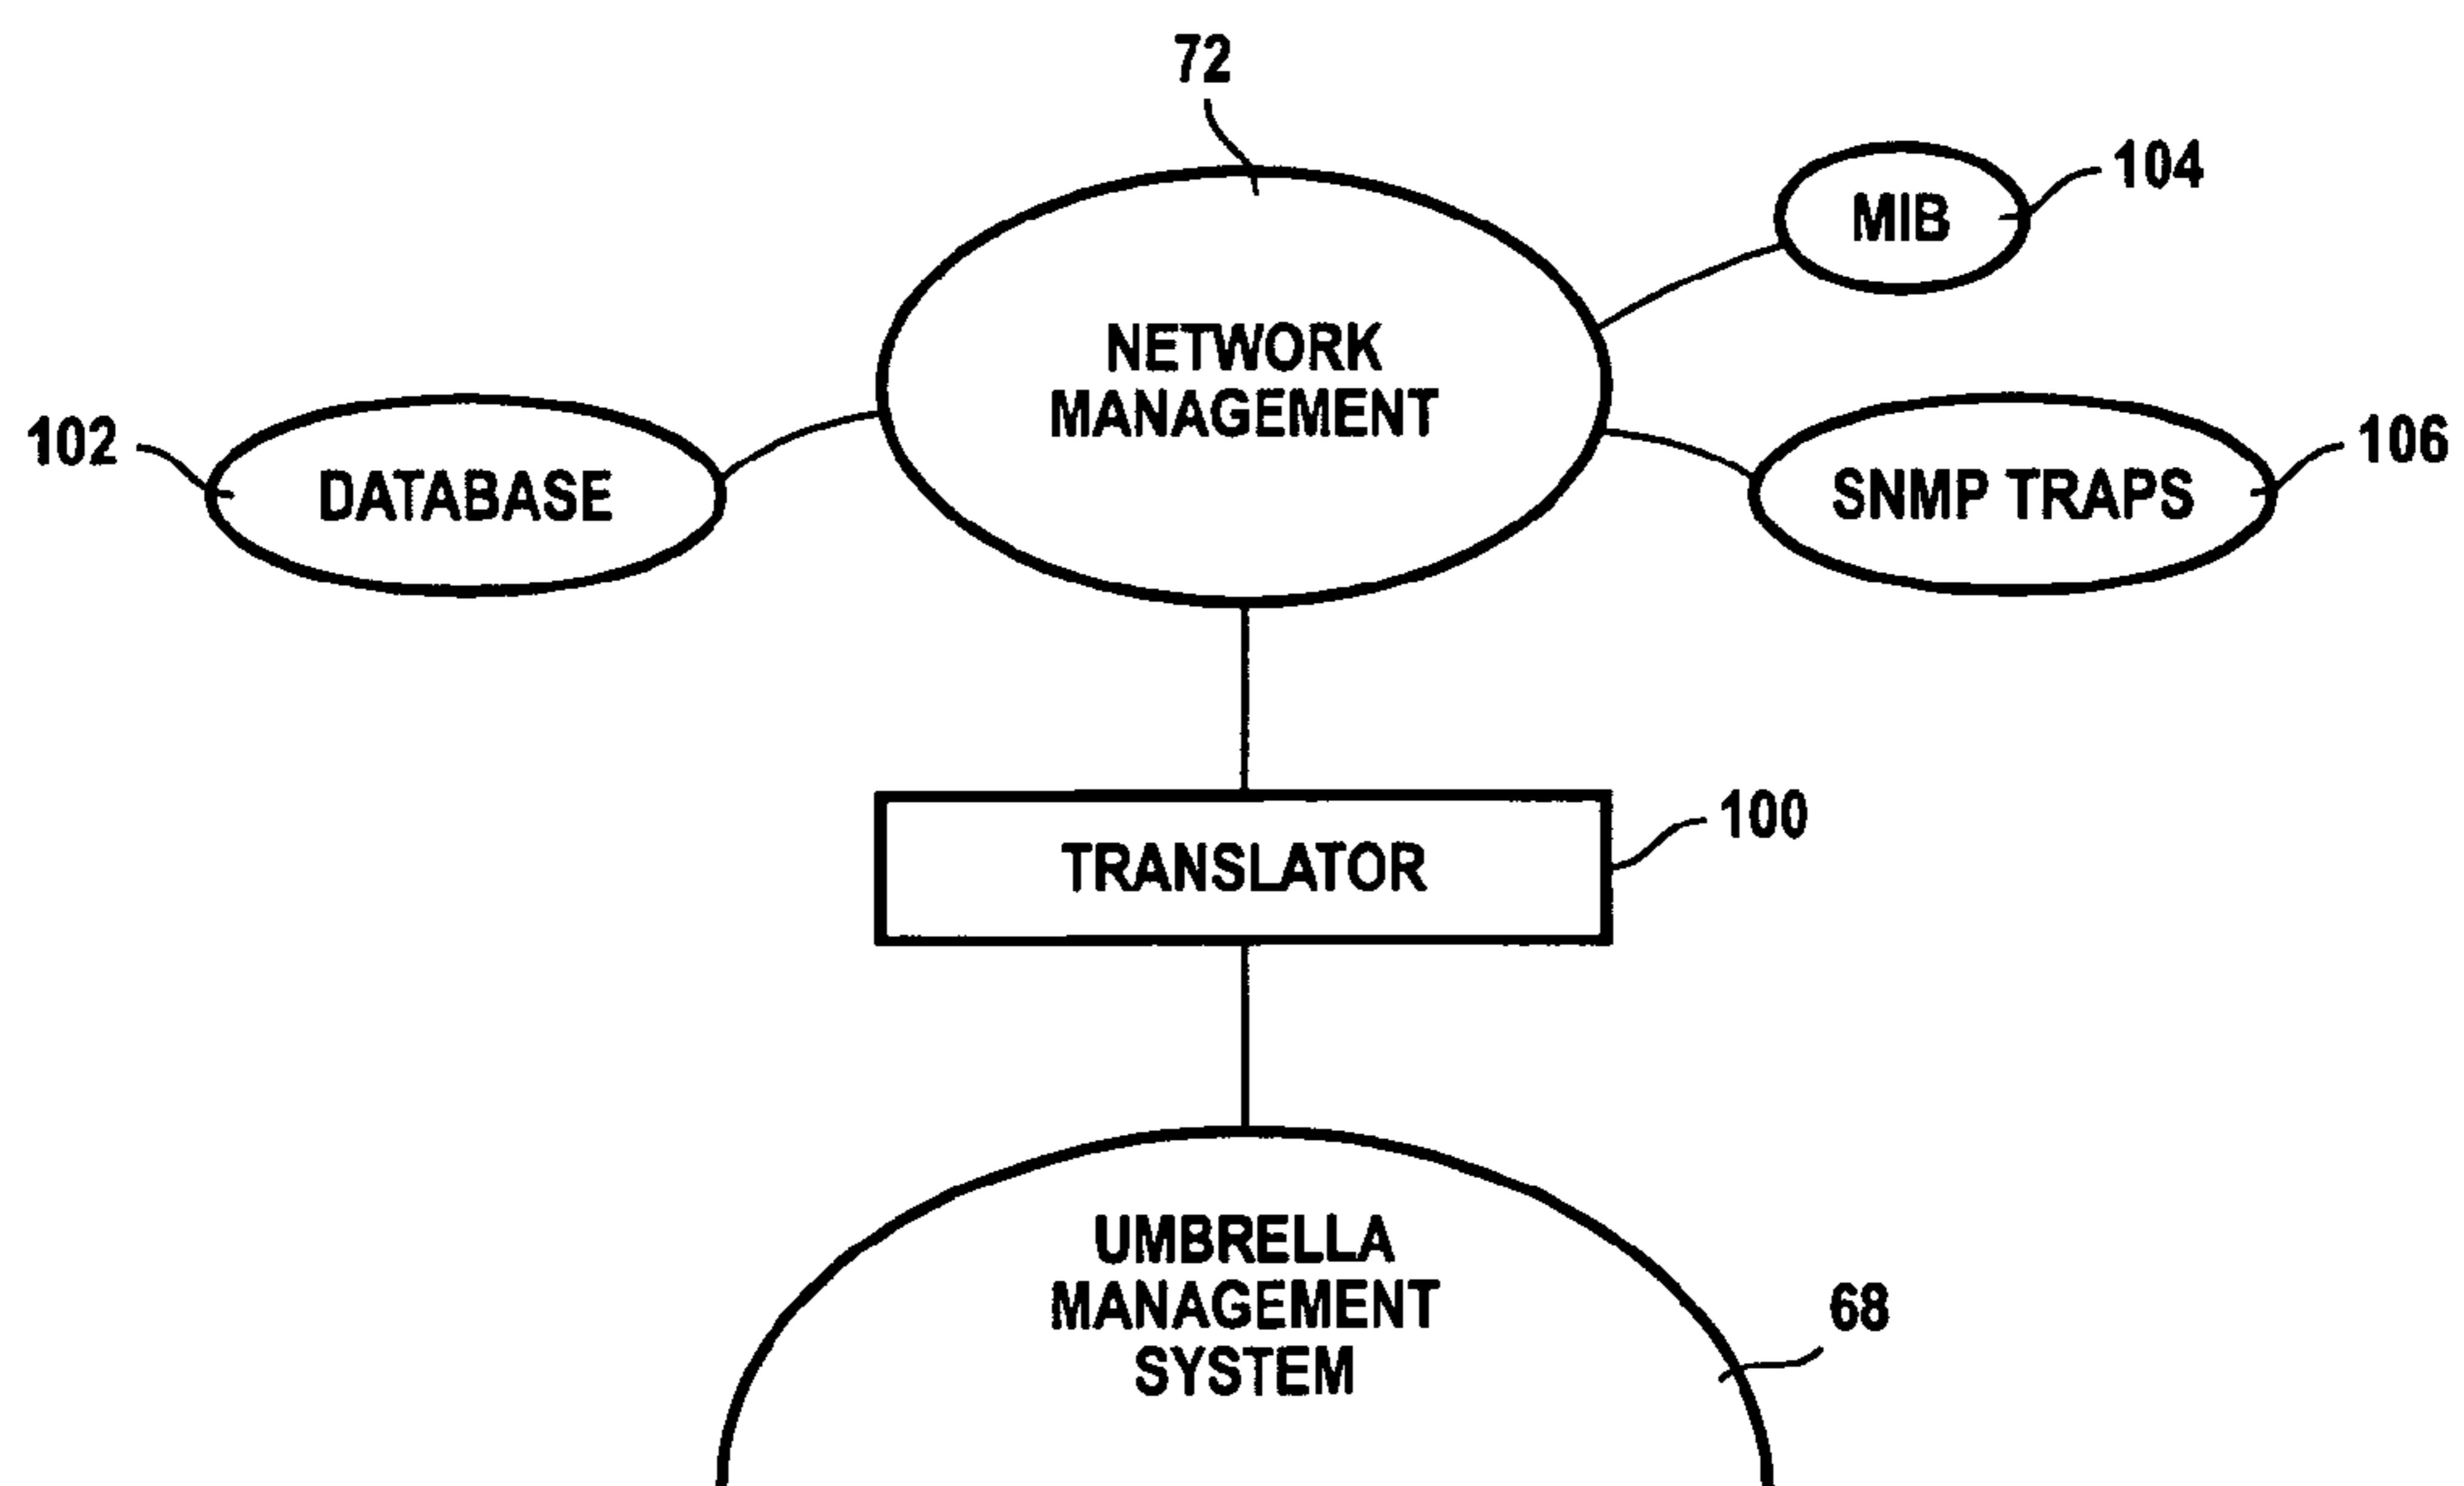 72
104
MIB
NETWORK
MANAGEMENT
102
DATABASE
106
SNMP TRAPS
100
TRANSLATOR
UMBRELLA
MANAGEMENT
SYSTEM
68